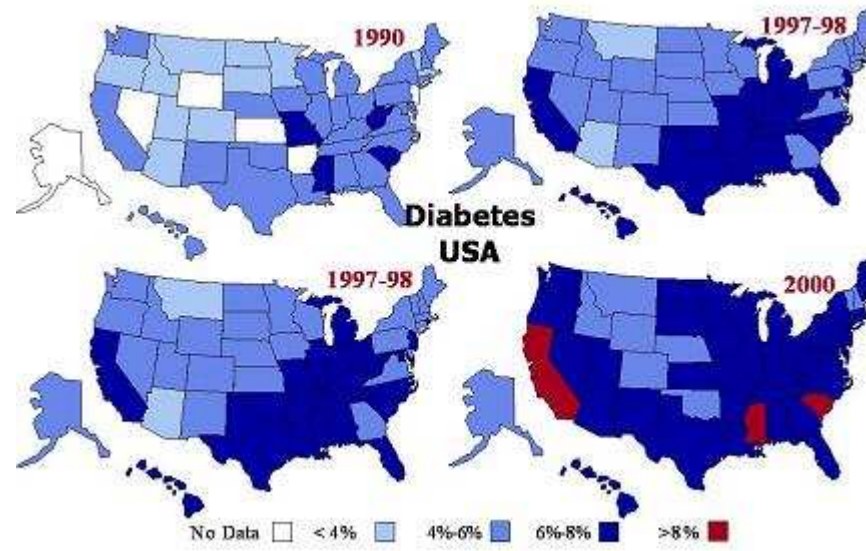 1990
1997-98
Diabetes
USA
1997-98
2000
No Data
< 4%
4%-6%
6%-8%
>8%